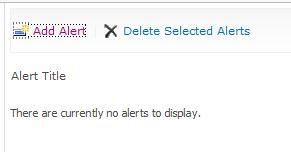 Add Alert Delete Selected Alerts
Alert Title
There are currently no alerts to display.